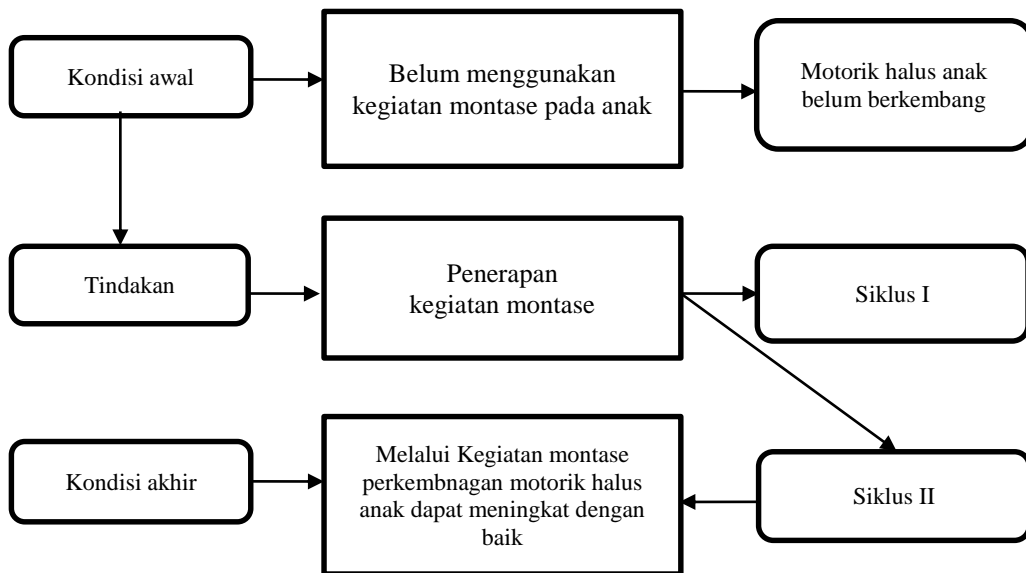 Kondisi awal
Belum menggunakan
kegiatan montase pada anak
Motorik halus anak
belum berkembang
Tindakan
Penerapan
kegiatan montase
Siklus I
Kondisi akhir
Melalui Kegiatan montase
perkembnagan motorik halus
anak dapat meningkat dengan
baik
Siklus II